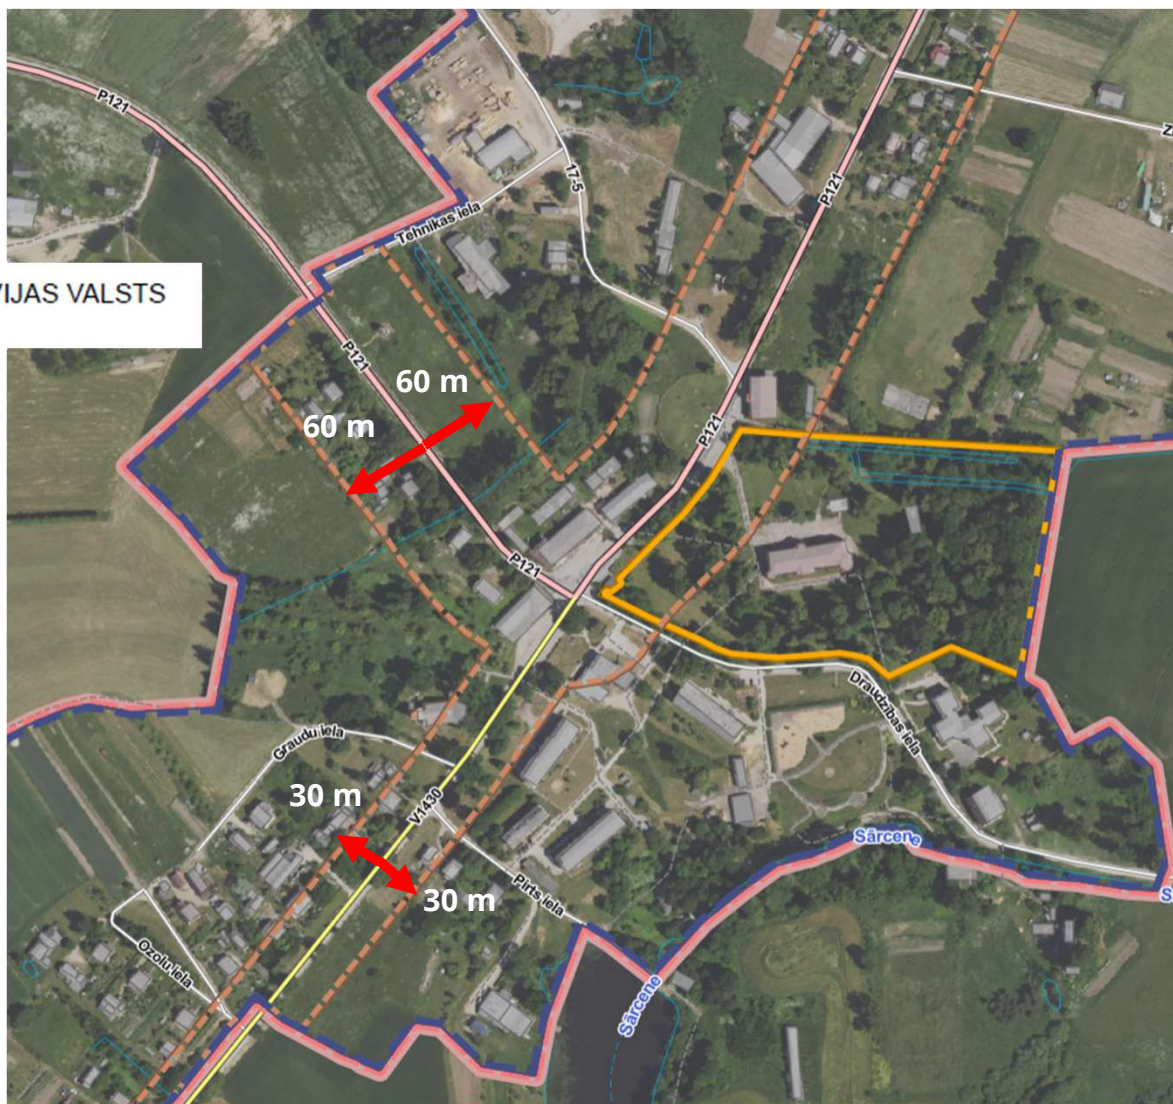 P121
17-5
Tehnikas iela
P121
VIJAS VALSTS
P121
60 m
60 m
P121
P121
Draudzības iela
Graudu iela
30 m
V1430
Sārcene
30 m
Pirts iela
Ozolu iela
Sārcene